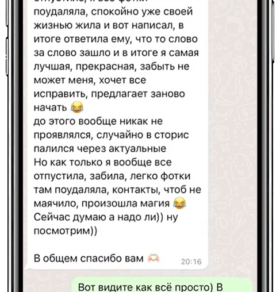 отпустила, и все фотки
поудаляла, спокойно уже своей
жизнью жила и вот написал, в
итоге ответила ему, что то слово
за слово зашло и в итоге я самая
лучшая, прекрасная, забыть не
может меня, хочет все
исправить, предлагает заново
начать 😂
до этого вообще никак не
проявлялся, случайно в сторис
палился через актуальные
Но как только я вообще все
отпустила, забила, легко фотки
там поудаляла, контакты, чтоб не
маячило, произошла магия 😂
Сейчас думаю а надо ли)) ну
посмотрим))
В общем спасибо вам 🫶🏻
20:16
Вот видите как всё просто) В